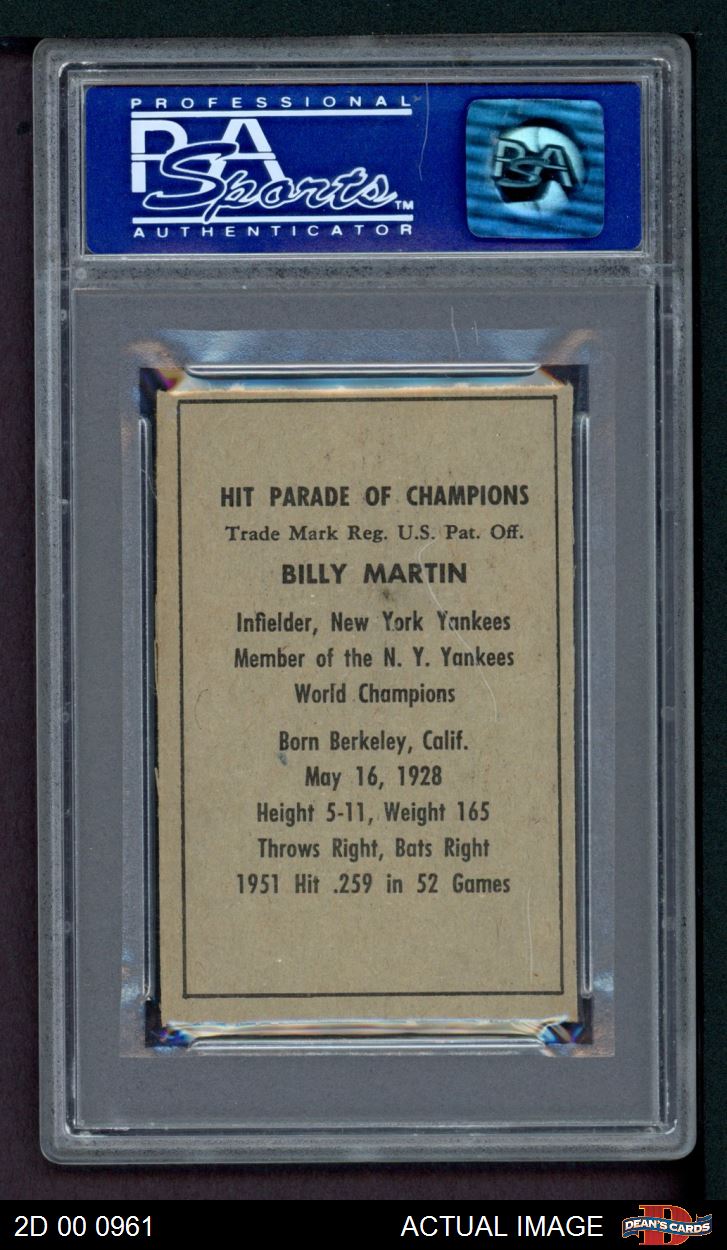 PROFESSIONAL
PSA
Sports™
AUTHENTICATOR
PSA
HIT PARADE OF CHAMPIONS
Trade Mark Reg. U.S. Pat. Off.
BILLY MARTIN
Infielder, New York Yankees
Member of the N. Y. Yankees
World Champions
Born Berkeley, Calif.
May 16, 1928
Height 5-11, Weight 165
Throws Right, Bats Right
1951 Hit .259 in 52 Games
2D 00 0961
ACTUAL IMAGE
D
DEAN'S CARDS